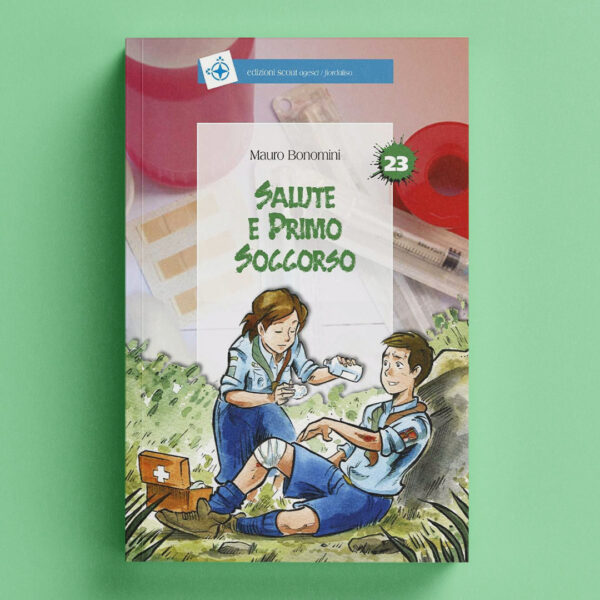 edizioni scout agesci / fiordaliso
Mauro Bonomini
23
SALUTE
E PRIMO
SOCCORSO